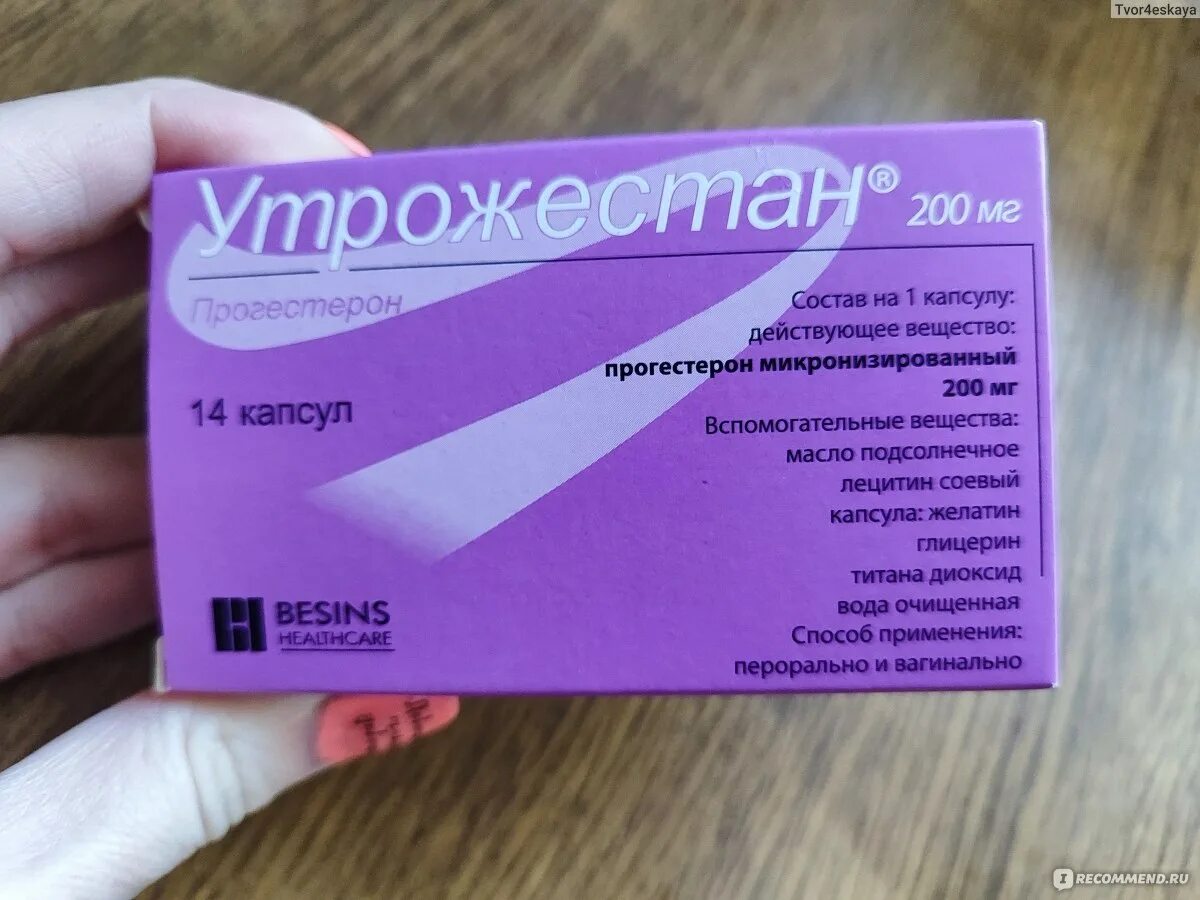 Tvor4eskaya
Утрожестан® 200 мг
Прогестерон
14 капсул
Состав на 1 капсулу:
действующее вещество:
прогестерон микронизированный
200 мг
Вспомогательные вещества:
масло подсолнечное
лецитин соевый
капсула: желатин
глицерин
титана диоксид
вода очищенная
Способ применения:
перорально и вагинально
BESINS
HEALTHCARE
IRECOMMEND.RU